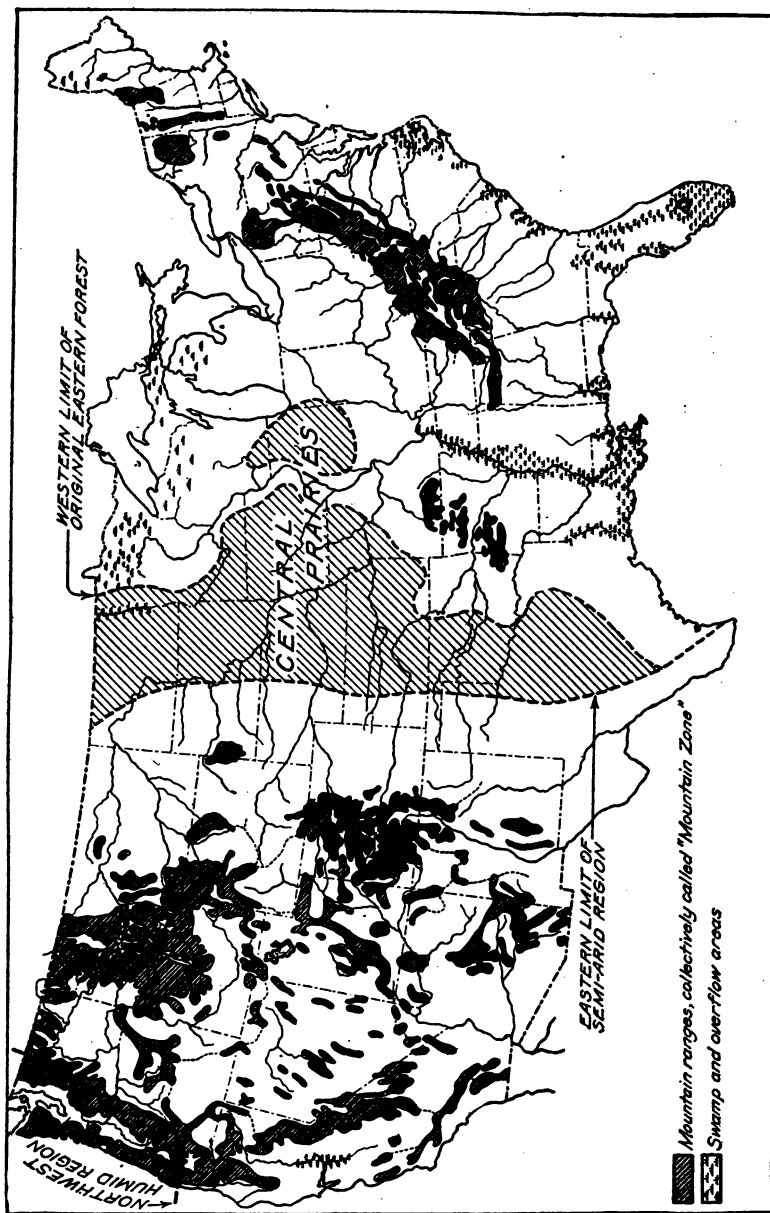 WESTERN LIMIT OF
ORIGINAL EASTERN FOREST
CENTRAL
PRAIRIES
NORTHWEST
HUMID REGION
EASTERN LIMIT OF
SEMI-ARID REGION
Mountain ranges, collectively called "Mountain Zone"
Swamp and overflow areas